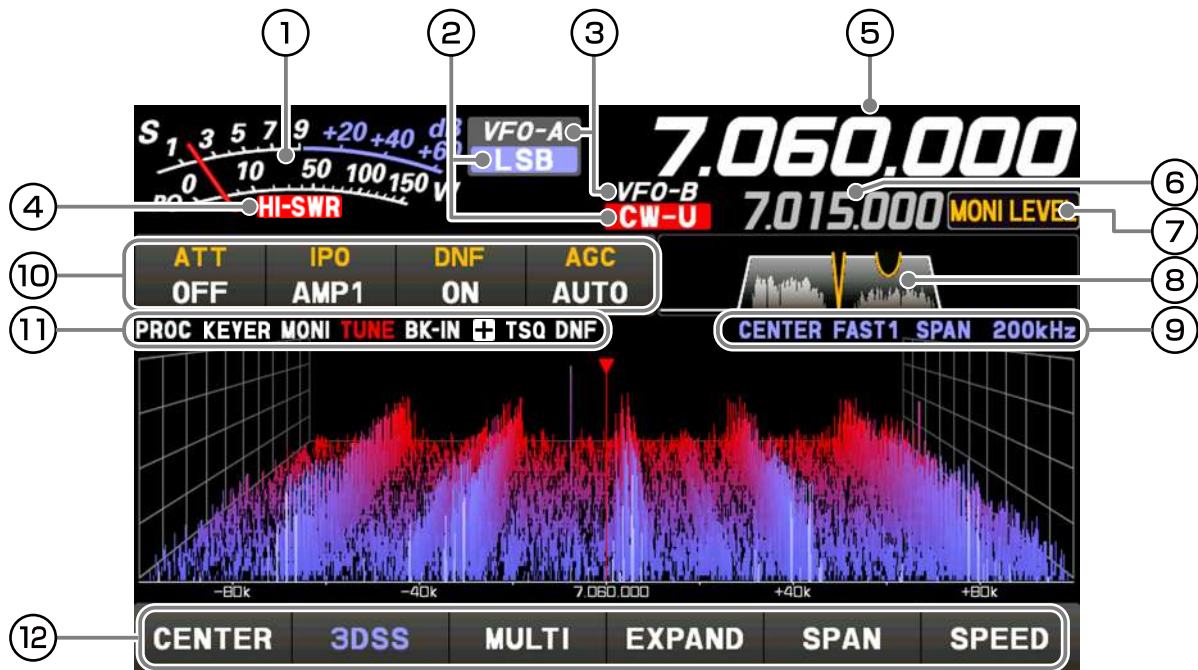 1 2 3 5
S 1 3 5 7 9 +20 +40 +60 dB
VFO-A
7.060.000
LSB
0 10 50 100 150 W
PO
VFO-B
6
4
HI-SWR
CW-U
7.015.000
MONI LEVEL
7
10
ATT IPO DNF AGC
8
OFF AMP1 ON AUTO
11
PROC KEYER MONI TUNE BK-IN + TSQ DNF
CENTER FAST1 SPAN 200kHz
9
-80k -40k 7.060.000 +40k +80k
12
CENTER 3DSS MULTI EXPAND SPAN SPEED